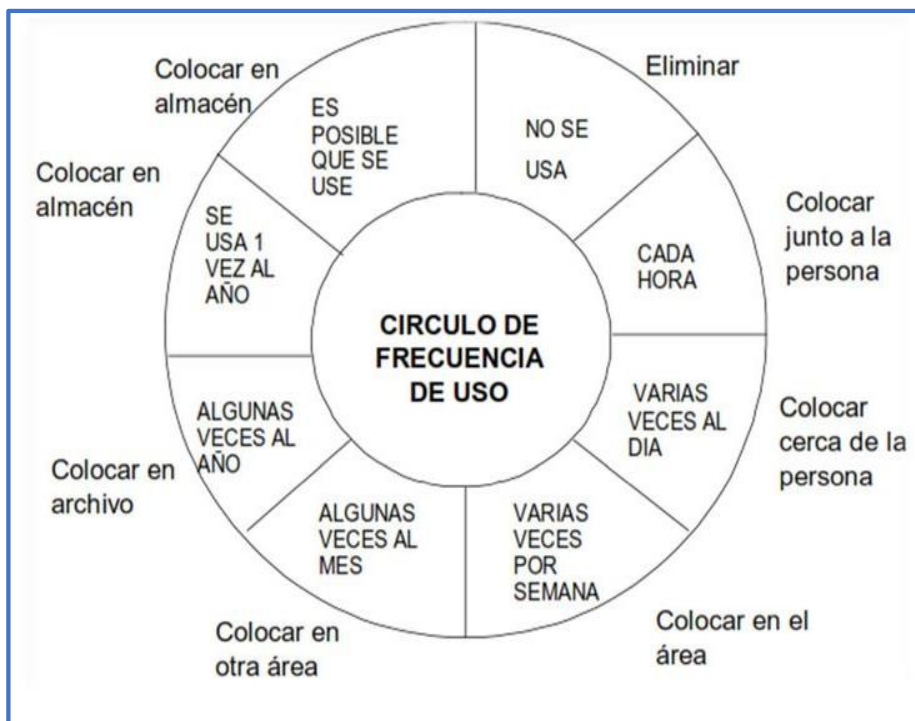 Colocar en
almacén
ES
POSIBLE
QUE SE
USE
NO SE
USA
Eliminar
Colocar en
almacén
SE
USA 1
VEZ AL
AÑO
CADA
HORA
Colocar
junto a la
persona
CIRCULO DE
FRECUENCIA
DE USO
ALGUNAS
VECES AL
AÑO
Colocar en
archivo
VARIAS
VECES AL
DIA
Colocar
cerca de la
persona
ALGUNAS
VECES AL
MES
Colocar en
otra área
VARIAS
VECES
POR
SEMANA
Colocar en el
área